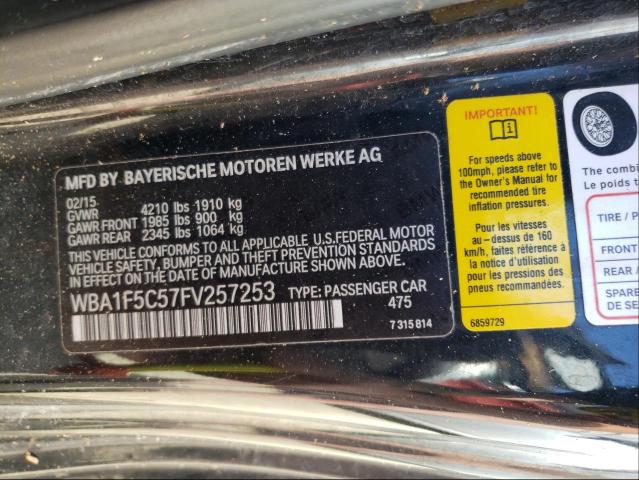 MFD BY BAYERISCHE MOTOREN WERKE AG
02/15
GVWR 4210 lbs 1910 kg
GAWR FRONT 1985 lbs 900 kg
GAWR REAR 2345 lbs 1064 kg
THIS VEHICLE CONFORMS TO ALL APPLICABLE U.S.FEDERAL MOTOR
VEHICLE SAFETY, BUMPER AND THEFT PREVENTION STANDARDS
IN EFFECT ON THE DATE OF MANUFACTURE SHOWN ABOVE.
WBA1F5C57FV257253 TYPE: PASSENGER CAR
475
7 315 814
IMPORTANT!
For speeds above
100mph, please refer to
the Owner's Manual for
recommended tire
inflation pressures.
Pour vitesses au
-dessus de 160
km/h, faites référence à
la notice d'utilisation
pour les pressions des
pneus recommendées.
6859729
The combi
Le poids t
TIRE / P
FRONT
REAR /
SPARE
DE